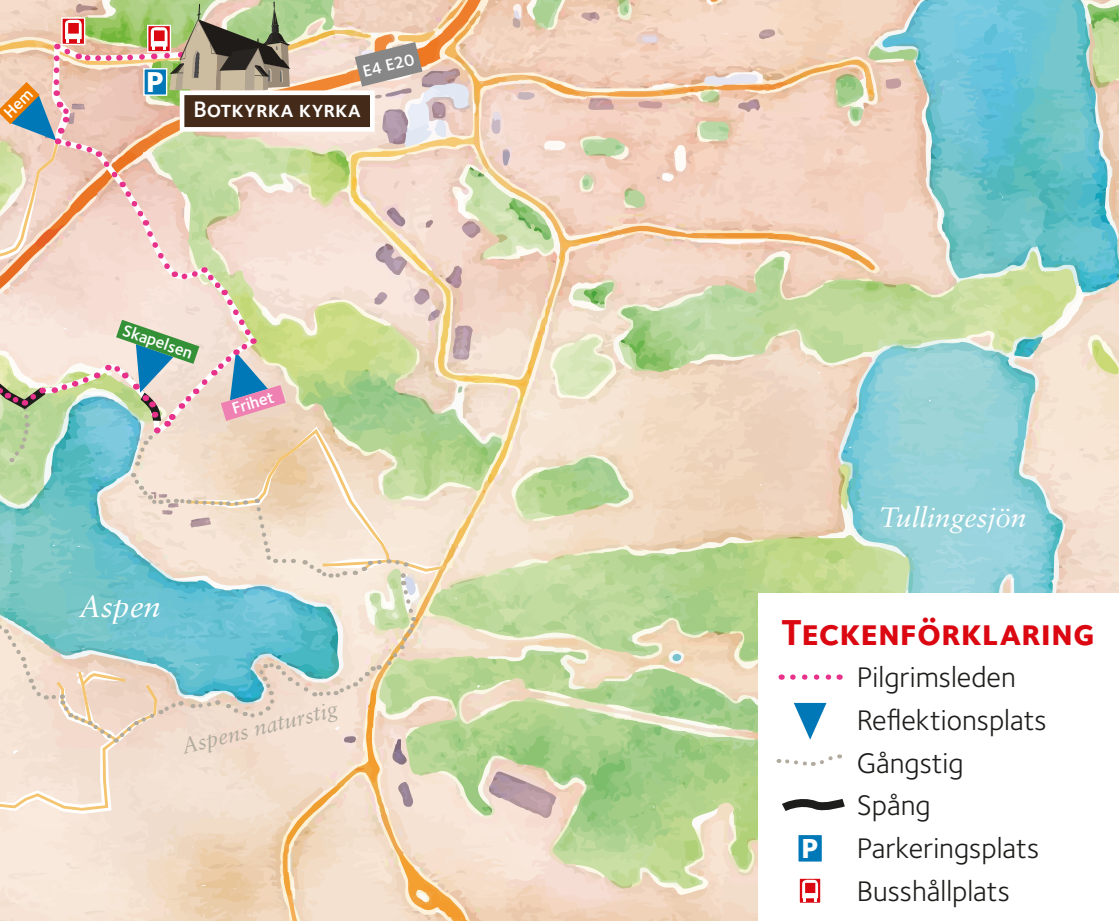 E4 E20
P
BOTKYRKA KYRKA
Hem
Skapelsen
Frihet
Tullingesjön
Aspen
Aspens naturstig
TECKENFÖRKLARING
Pilgrimsleden
Reflektionsplats
Gångstig
Spång
P Parkeringsplats
Busshållplats